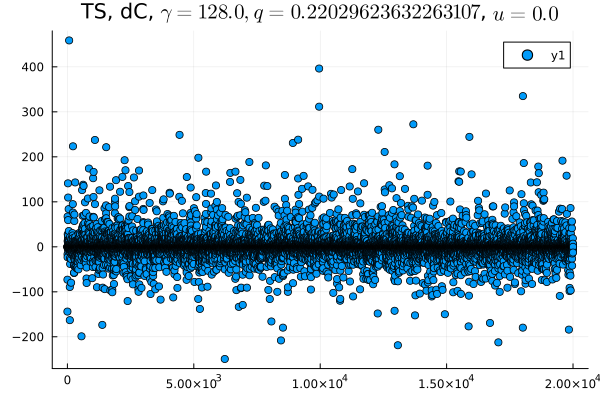 TS, dC, γ = 128.0, q = 0.22029623632263107, u = 0.0
y1
400
300
200
100
0
−100
−200
0 5.00×10³ 1.00×10⁴ 1.50×10⁴ 2.00×10⁴